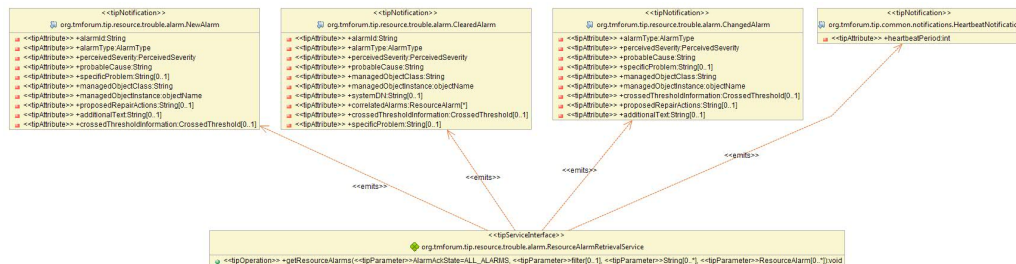 <<tipNotification>>
org.tmforum.tip.resource.trouble.alarm.NewAlarm
<<tipAttribute>> +alarmId:String
<<tipAttribute>> +alarmType:AlarmType
<<tipAttribute>> +perceivedSeverity:PerceivedSeverity
<<tipAttribute>> +probableCause:String
<<tipAttribute>> +specificProblem:String[0..1]
<<tipAttribute>> +managedObjectClass:String
<<tipAttribute>> +managedObjectInstance:objectName
<<tipAttribute>> +proposedRepairActions:String[0..1]
<<tipAttribute>> +additionalText:String[0..1]
<<tipAttribute>> +crossedThresholdInformation:CrossedThreshold[0..1]
<<tipNotification>>
org.tmforum.tip.resource.trouble.alarm.ClearedAlarm
<<tipAttribute>> +alarmId:String
<<tipAttribute>> +alarmType:AlarmType
<<tipAttribute>> +perceivedSeverity:PerceivedSeverity
<<tipAttribute>> +probableCause:String
<<tipAttribute>> +managedObjectClass:String
<<tipAttribute>> +managedObjectInstance:objectName
<<tipAttribute>> +systemDN:String[0..1]
<<tipAttribute>> +correlatedAlarms:ResourceAlarm[*]
<<tipAttribute>> +crossedThresholdInformation:CrossedThreshold[0..1]
<<tipAttribute>> +specificProblem:String[0..1]
<<tipNotification>>
org.tmforum.tip.resource.trouble.alarm.ChangedAlarm
<<tipAttribute>> +alarmType:AlarmType
<<tipAttribute>> +perceivedSeverity:PerceivedSeverity
<<tipAttribute>> +probableCause:String
<<tipAttribute>> +specificProblem:String[0..1]
<<tipAttribute>> +managedObjectClass:String
<<tipAttribute>> +managedObjectInstance:objectName
<<tipAttribute>> +crossedThresholdInformation:CrossedThreshold[0..1]
<<tipAttribute>> +proposedRepairActions:String[0..1]
<<tipAttribute>> +additionalText:String[0..1]
<<tipNotification>>
org.tmforum.tip.common.notifications.HeartbeatNotificatio
<<tipAttribute>> +heartbeatPeriod:int
<<emits>>
<<emits>>
<<emits>>
<<emits>>
<<tipServiceInterface>>
org.tmforum.tip.resource.trouble.alarm.ResourceAlarmRetrievalService
<<tipOperation>> +getResourceAlarms(<<tipParameter>>AlarmAckState=ALL_ALARMS, <<tipParameter>>filter[0..1], <<tipParameter>>String[0..*], <<tipParameter>>ResourceAlarm[0..*]):void